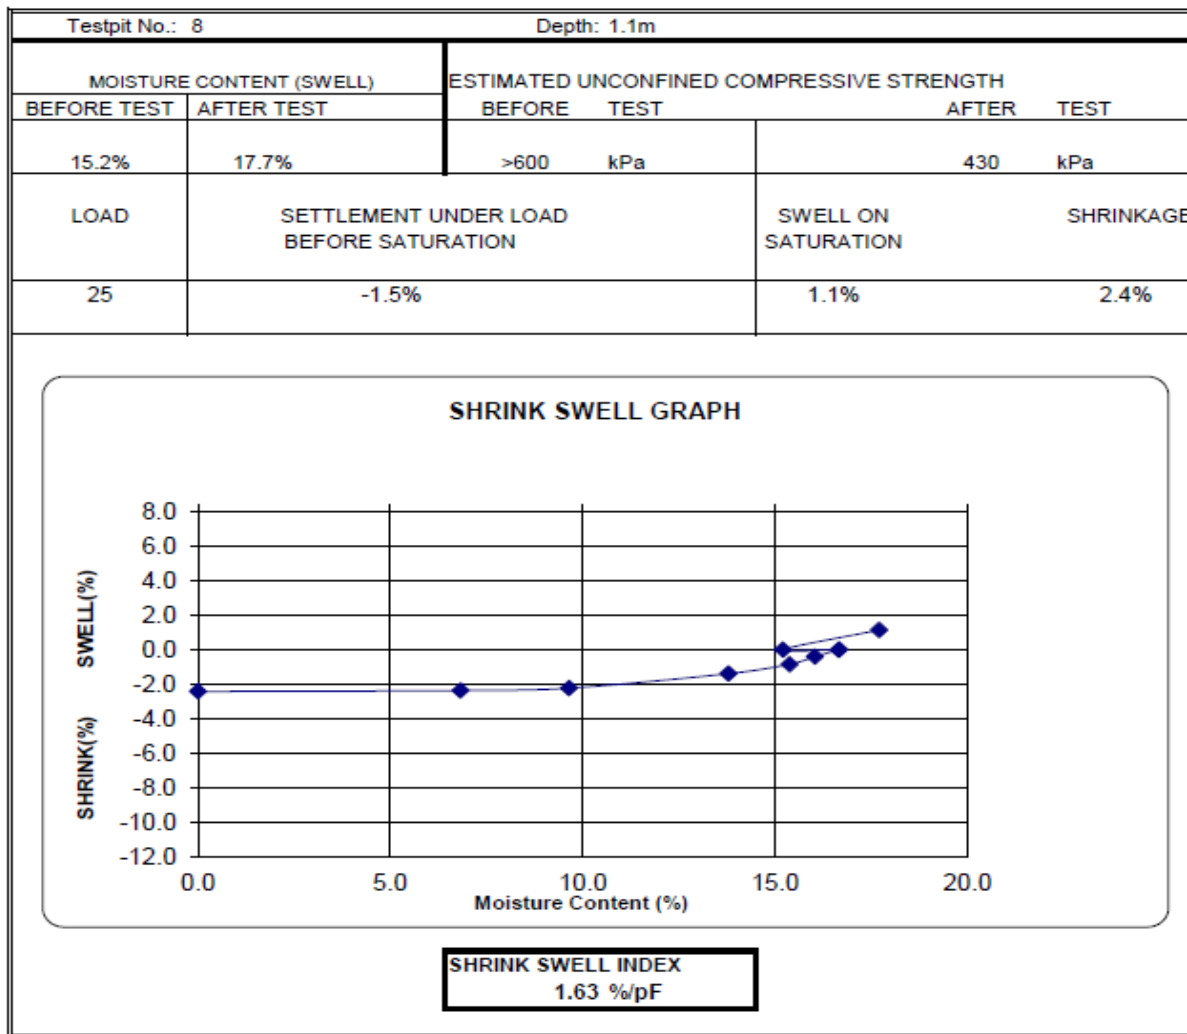 Testpit No.: 8 Depth: 1.1m
MOISTURE CONTENT (SWELL) ESTIMATED UNCONFINED COMPRESSIVE STRENGTH
BEFORE TEST AFTER TEST BEFORE TEST AFTER TEST
15.2% 17.7% >600 kPa 430 kPa
LOAD SETTLEMENT UNDER LOAD SWELL ON SHRINKAGE
BEFORE SATURATION SATURATION
25 -1.5% 1.1% 2.4%
SHRINK SWELL GRAPH
8.0
6.0
4.0
2.0
0.0
-2.0
-4.0
-6.0
-8.0
-10.0
-12.0
SWELL(%)
SHRINK(%)
0.0 5.0 10.0 15.0 20.0
Moisture Content (%)
SHRINK SWELL INDEX
1.63 %/pF